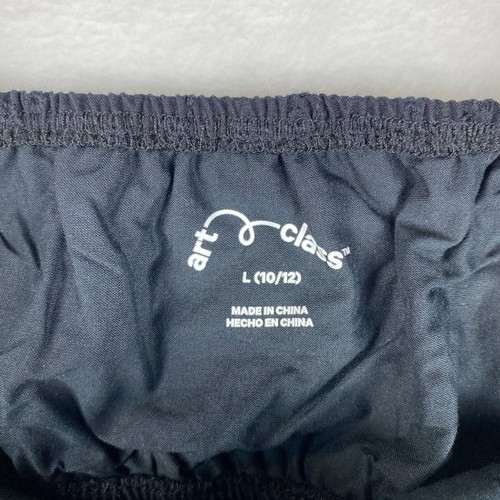 art class™
L (10/12)
MADE IN CHINA
HECHO EN CHINA